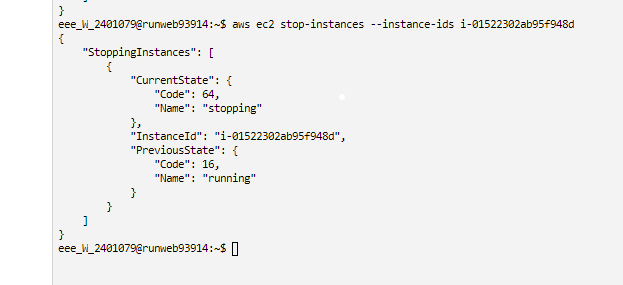 }
eee_W_2401079@runweb93914:~$ aws ec2 stop-instances --instance-ids i-01522302ab95f948d
{
    "StoppingInstances": [
        {
            "CurrentState": {
                "Code": 64,
                "Name": "stopping"
            },
            "InstanceId": "i-01522302ab95f948d",
            "PreviousState": {
                "Code": 16,
                "Name": "running"
            }
        }
    ]
}
eee_W_2401079@runweb93914:~$